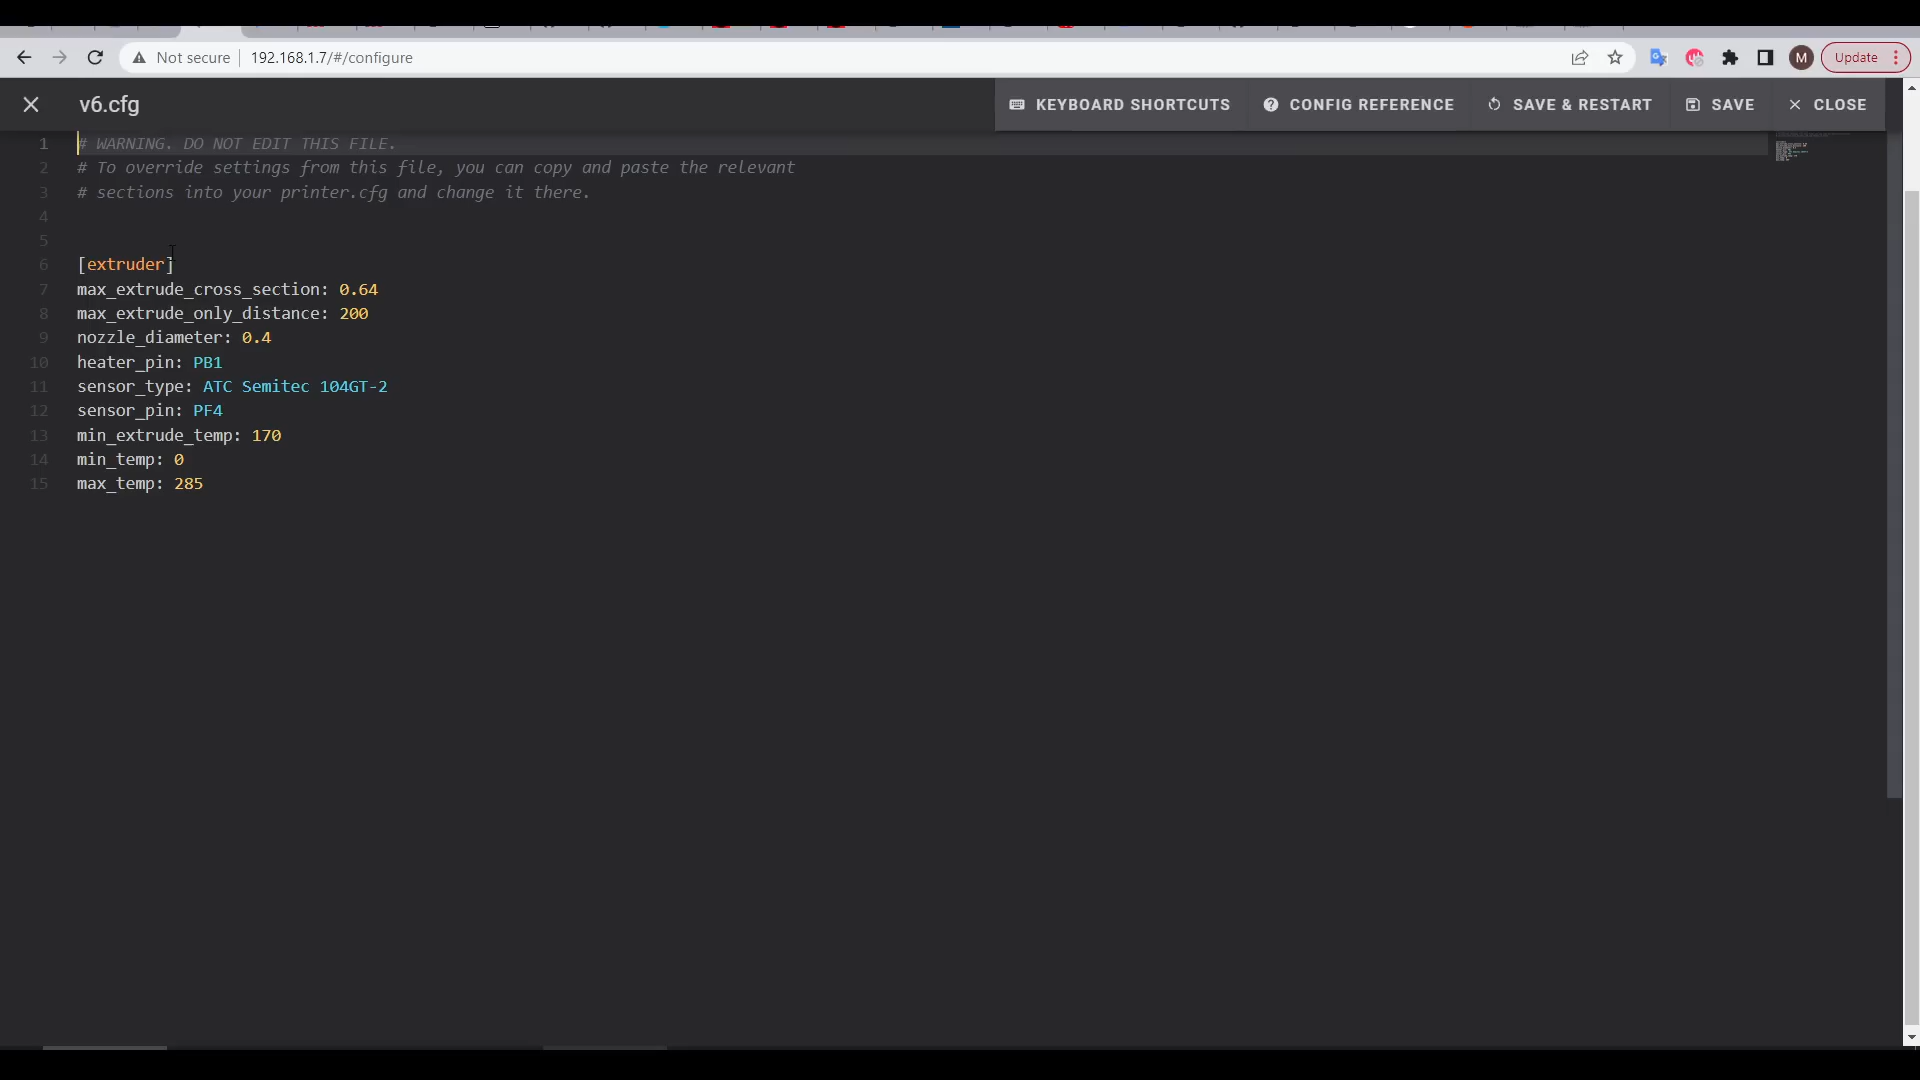 Not secure
192.168.1.7/#/configure
M
Update
v6.cfg
KEYBOARD SHORTCUTS
CONFIG REFERENCE
SAVE & RESTART
SAVE
CLOSE
1 # WARNING. DO NOT EDIT THIS FILE.
2 # To override settings from this file, you can copy and paste the relevant
3 # sections into your printer.cfg and change it there.
4
5
6 [extruder]
7 max_extrude_cross_section: 0.64
8 max_extrude_only_distance: 200
9 nozzle_diameter: 0.4
10 heater_pin: PB1
11 sensor_type: ATC Semitec 104GT-2
12 sensor_pin: PF4
13 min_extrude_temp: 170
14 min_temp: 0
15 max_temp: 285